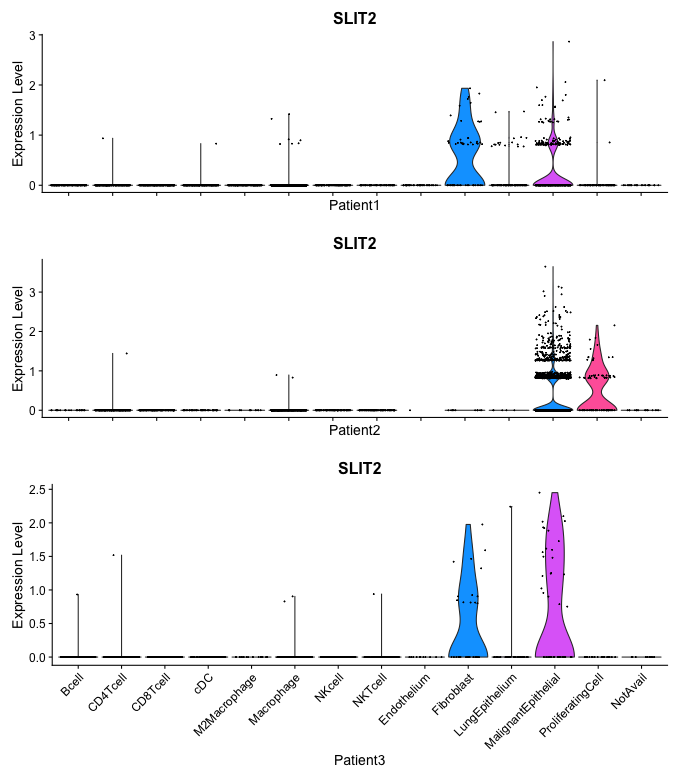 SLIT2
Expression Level
3
2
1
0
Patient1
SLIT2
Expression Level
3
2
1
0
Patient2
SLIT2
Expression Level
2.5
2.0
1.5
1.0
0.5
0.0
Bcell
CD4Tcell
CD8Tcell
cDC
M2Macrophage
Macrophage
NKcell
NKTcell
Endothelium
Fibroblast
LungEpithelium
MalignantEpithelial
ProliferatingCell
NotAvail
Patient3